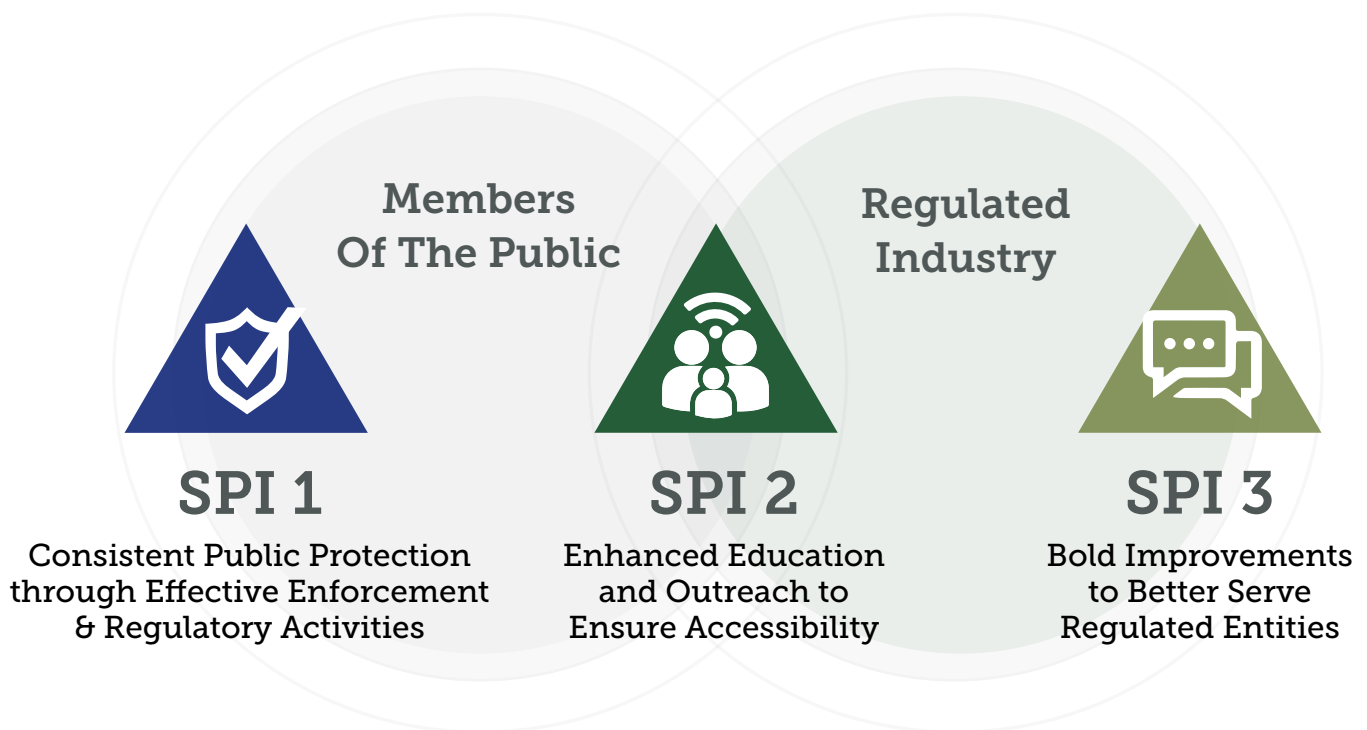 Members
Of The Public
Regulated
Industry
SPI 1
Consistent Public Protection
through Effective Enforcement
& Regulatory Activities
SPI 2
Enhanced Education
and Outreach to
Ensure Accessibility
SPI 3
Bold Improvements
to Better Serve
Regulated Entities